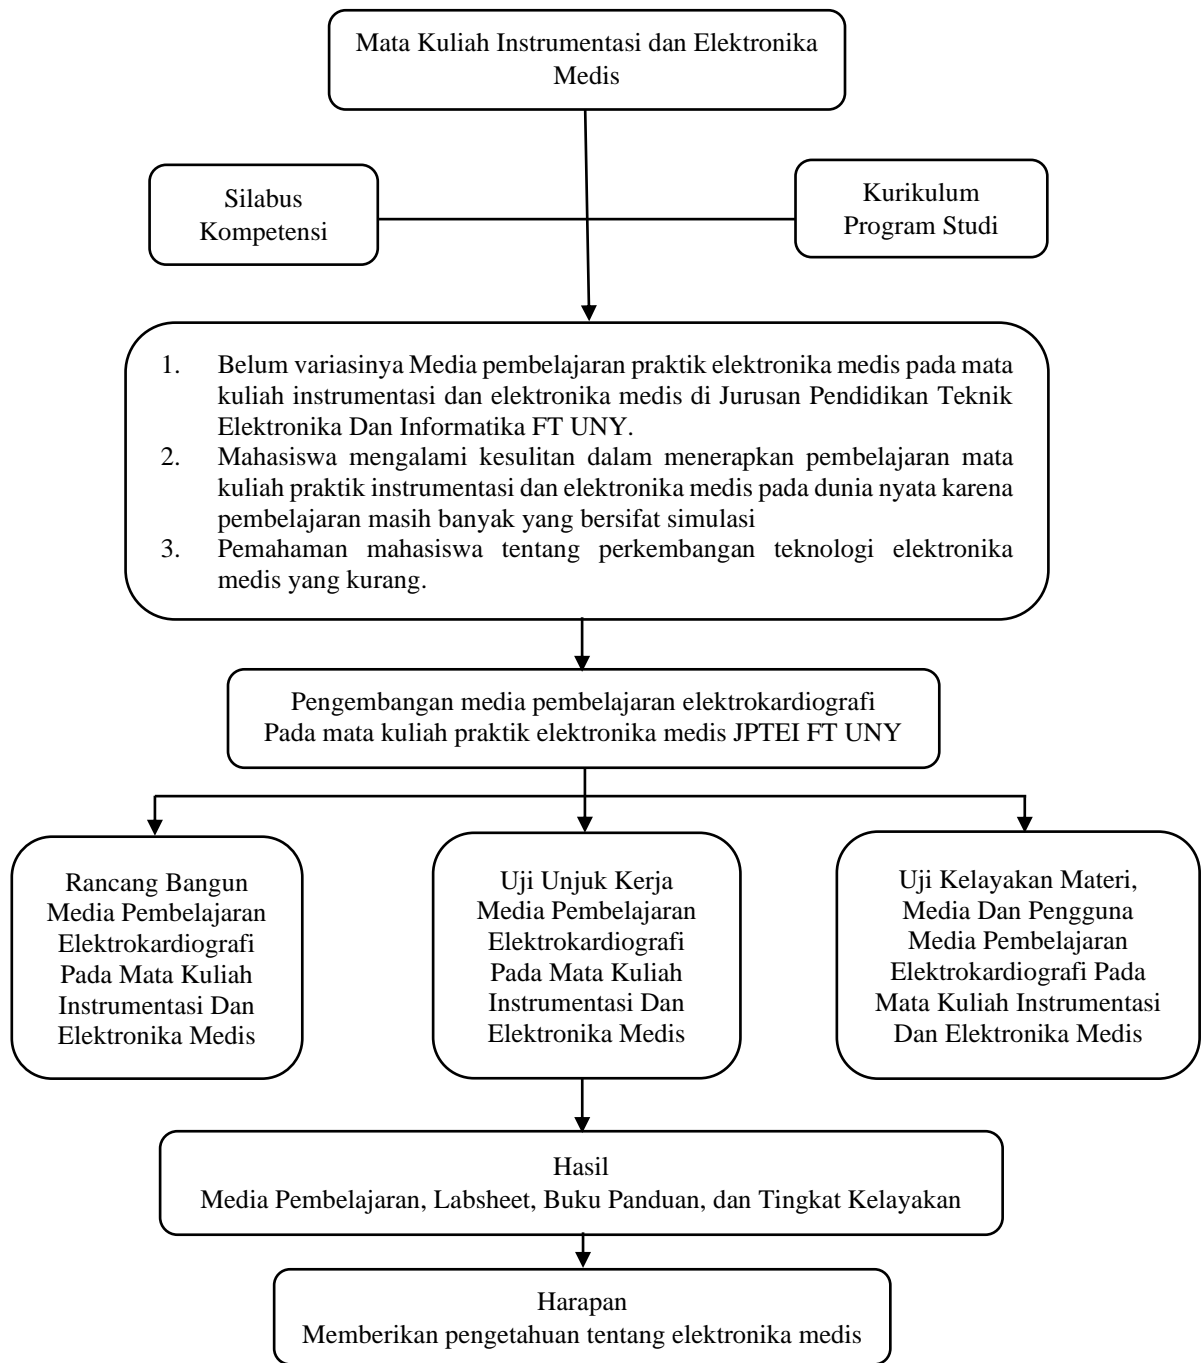 Mata Kuliah Instrumentasi dan Elektronika
Medis
Silabus
Kompetensi
Kurikulum
Program Studi
1. Belum variasinya Media pembelajaran praktik elektronika medis pada mata
kuliah instrumentasi dan elektronika medis di Jurusan Pendidikan Teknik
Elektronika Dan Informatika FT UNY.
2. Mahasiswa mengalami kesulitan dalam menerapkan pembelajaran mata
kuliah praktik instrumentasi dan elektronika medis pada dunia nyata karena
pembelajaran masih banyak yang bersifat simulasi
3. Pemahaman mahasiswa tentang perkembangan teknologi elektronika
medis yang kurang.
Pengembangan media pembelajaran elektrokardiografi
Pada mata kuliah praktik elektronika medis JPTEI FT UNY
Rancang Bangun
Media Pembelajaran
Elektrokardiografi
Pada Mata Kuliah
Instrumentasi Dan
Elektronika Medis
Uji Unjuk Kerja
Media Pembelajaran
Elektrokardiografi
Pada Mata Kuliah
Instrumentasi Dan
Elektronika Medis
Uji Kelayakan Materi,
Media Dan Pengguna
Media Pembelajaran
Elektrokardiografi Pada
Mata Kuliah Instrumentasi
Dan Elektronika Medis
Hasil
Media Pembelajaran, Labsheet, Buku Panduan, dan Tingkat Kelayakan
Harapan
Memberikan pengetahuan tentang elektronika medis